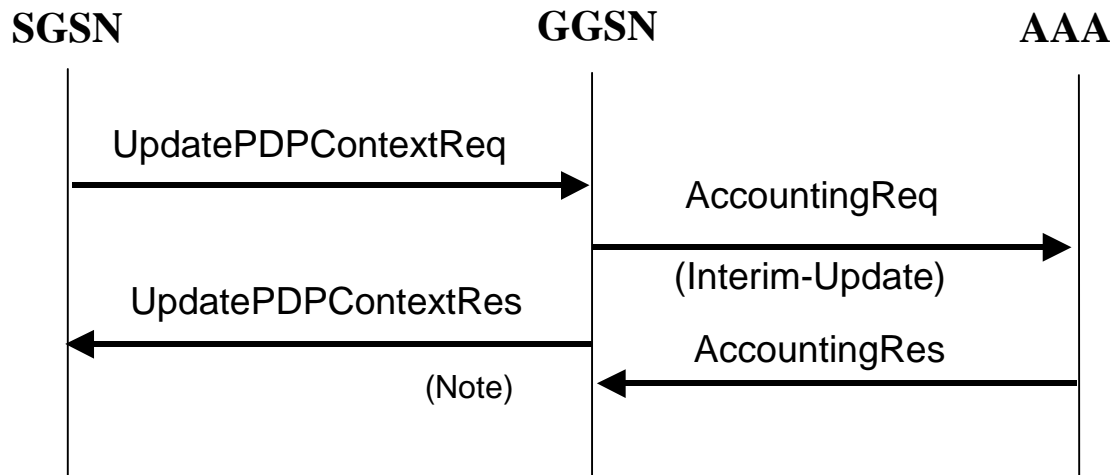 SGSN
GGSN
AAA
UpdatePDPContextReq
AccountingReq
(Interim-Update)
UpdatePDPContextRes
AccountingRes
(Note)